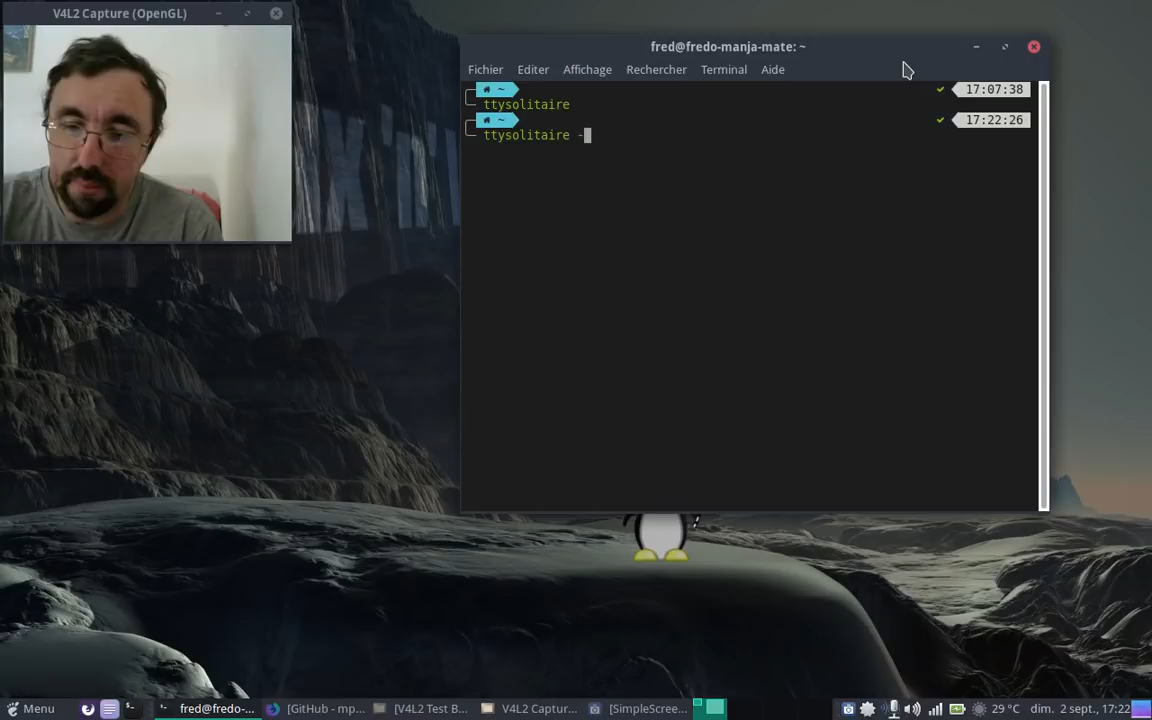 V4L2 Capture (OpenGL)
fred@fredo-manja-mate: ~
Fichier Editer Affichage Rechercher Terminal Aide
~ ✔ 17:07:38
ttysolitaire
~ ✔ 17:22:26
ttysolitaire -
Menu fred@fredo-... [GitHub - mp... [V4L2 Test B... V4L2 Captur... [SimpleScree... 29 °C dim. 2 sept., 17:22